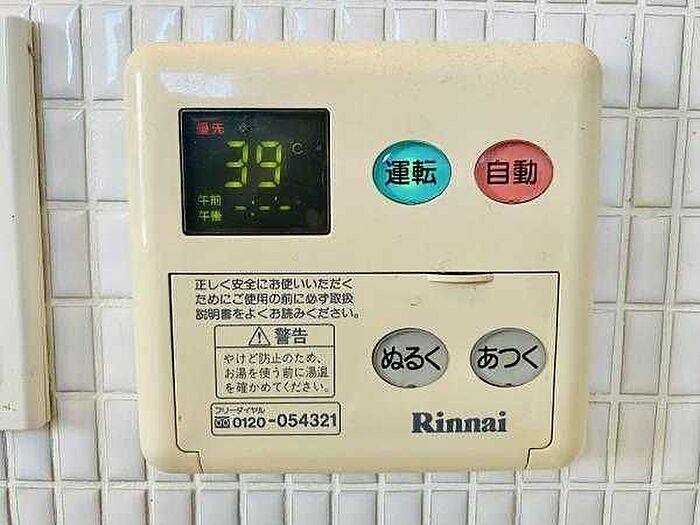 優先
39℃
午前
午後 --:--
運転
自動
正しく安全にお使いいただく
ためにご使用の前に必ず取扱
説明書をよくお読みください。
⚠警告
やけど防止のため、
お湯を使う前に湯温
を確かめてください。
フリーダイヤル
0120-054321
ぬるく
あつく
Rinnai